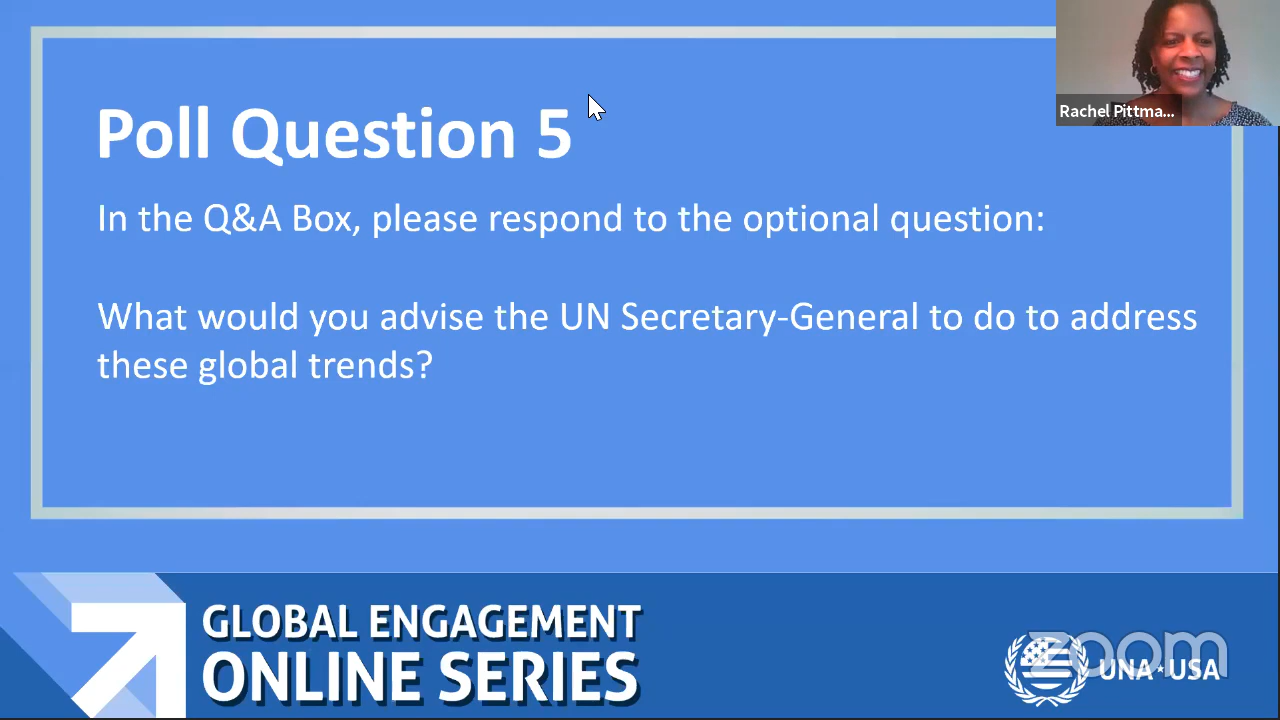 Poll Question 5
Rachel Pittma...
In the Q&A Box, please respond to the optional question:
What would you advise the UN Secretary-General to do to address
these global trends?
GLOBAL ENGAGEMENT
ONLINE SERIES
zoom
UNA★USA